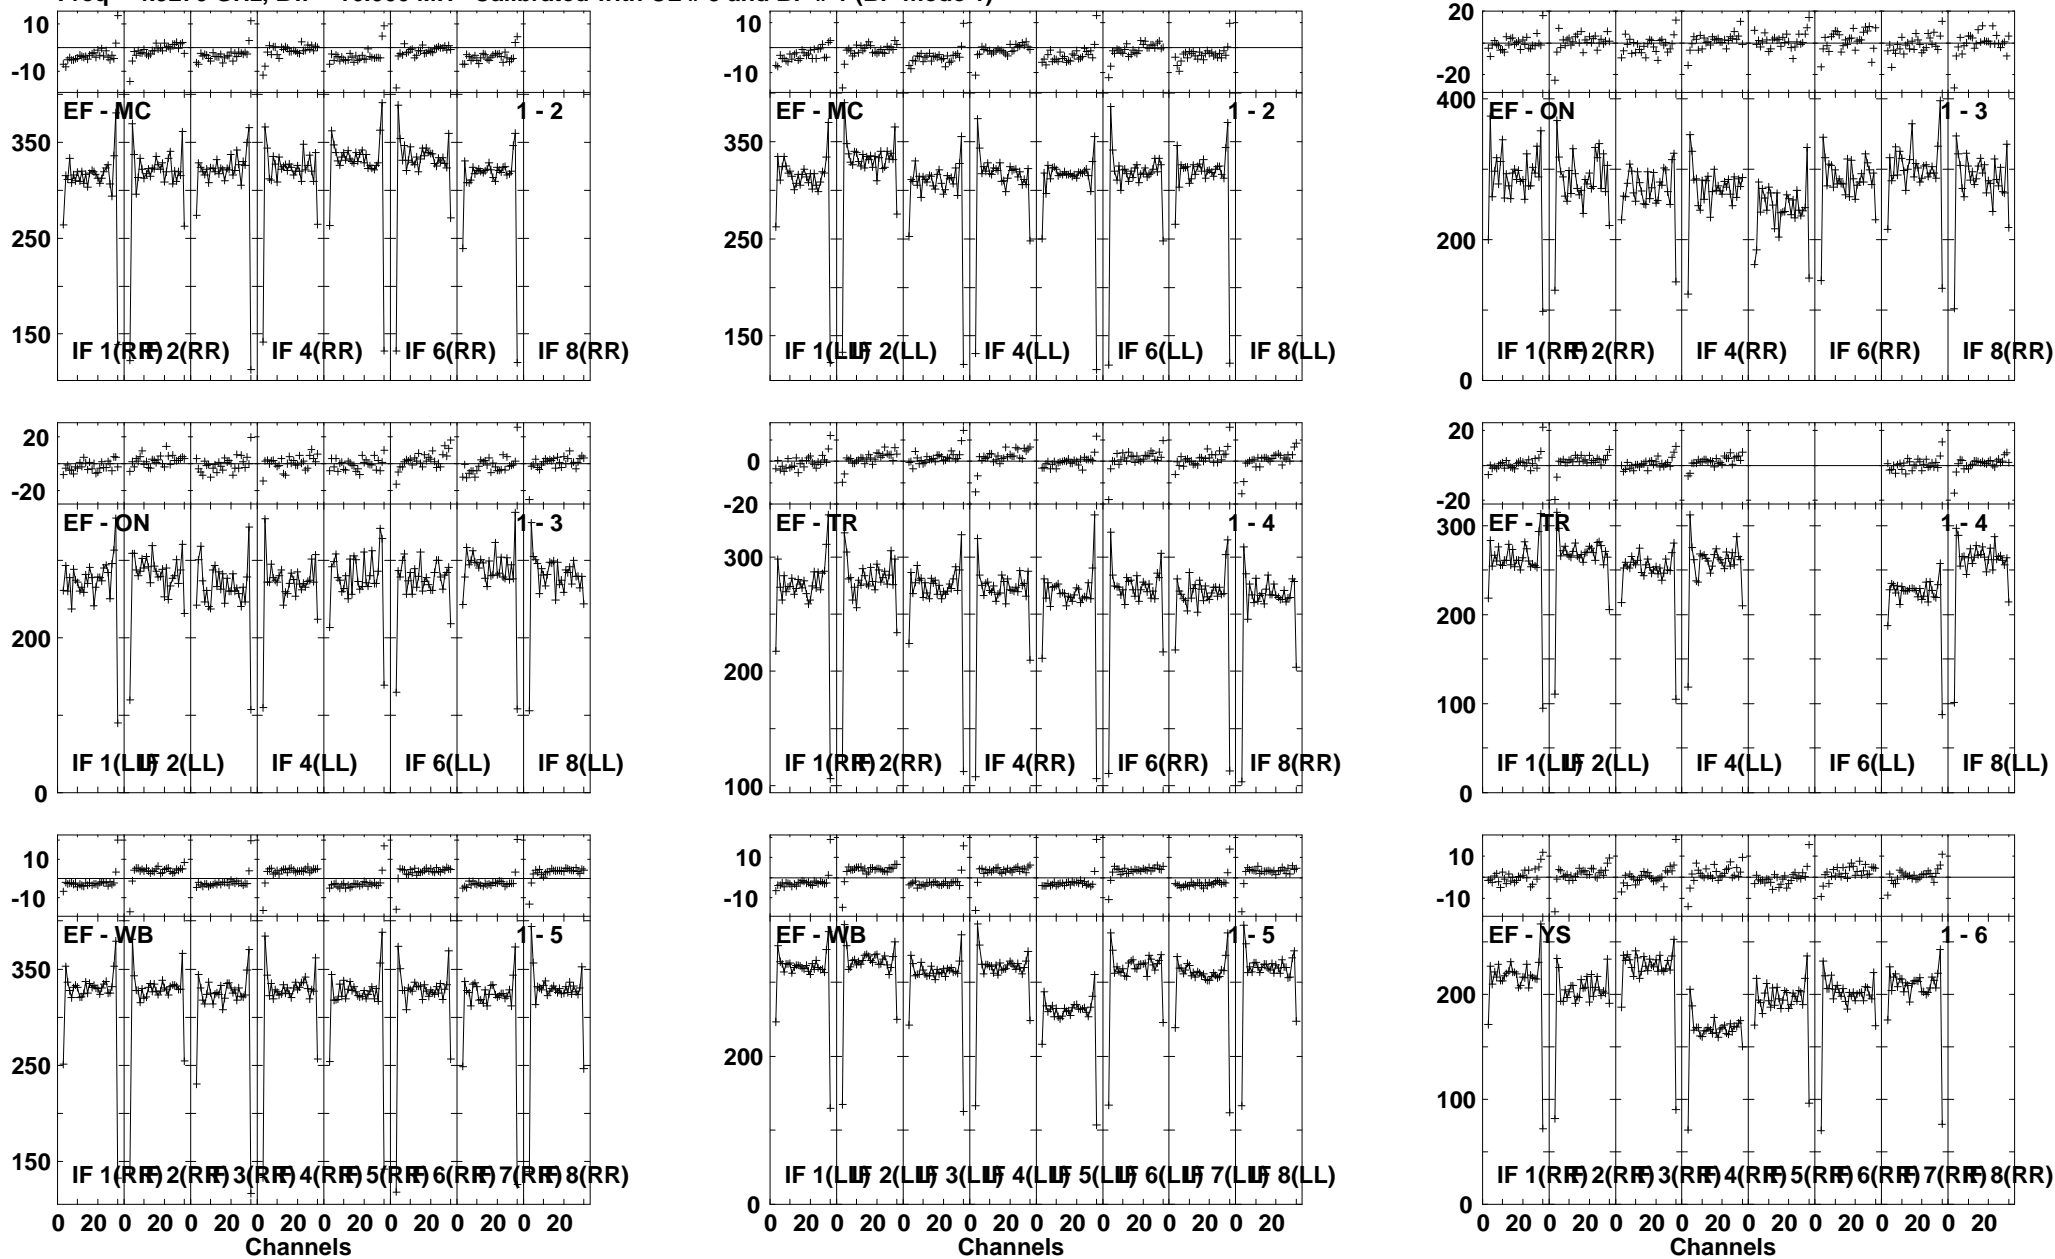 10
-10
EF - MC
1 - 2
350
250
150
IF 1(RR)
IF 2(RR)
IF 4(RR)
IF 6(RR)
IF 8(RR)
10
-10
EF - MC
1 - 2
350
250
150
IF 1(LL)
IF 2(LL)
IF 4(LL)
IF 6(LL)
IF 8(LL)
20
-20
400
EF - ON
1 - 3
200
0
IF 1(RR)
IF 2(RR)
IF 4(RR)
IF 6(RR)
IF 8(RR)
20
-20
EF - ON
1 - 3
200
0
IF 1(LL)
IF 2(LL)
IF 4(LL)
IF 6(LL)
IF 8(LL)
0
-20
EF - TR
1 - 4
300
200
100
IF 1(RR)
IF 2(RR)
IF 4(RR)
IF 6(RR)
IF 8(RR)
20
-20
300
EF - TR
1 - 4
200
100
0
IF 1(LL)
IF 2(LL)
IF 4(LL)
IF 6(LL)
IF 8(LL)
10
-10
EF - WB
1 - 5
350
250
150
IF 1(RR)
IF 2(RR)
IF 3(RR)
IF 4(RR)
IF 5(RR)
IF 6(RR)
IF 7(RR)
IF 8(RR)
0 20 0 20 0 20 0 20 0 20 0 20 0 20 0 20
Channels
10
-10
EF - WB
1 - 5
200
0
IF 1(LL)
IF 2(LL)
IF 3(LL)
IF 4(LL)
IF 5(LL)
IF 6(LL)
IF 7(LL)
IF 8(LL)
0 20 0 20 0 20 0 20 0 20 0 20 0 20 0 20
Channels
10
-10
EF - YS
1 - 6
200
100
0
IF 1(RR)
IF 2(RR)
IF 3(RR)
IF 4(RR)
IF 5(RR)
IF 6(RR)
IF 7(RR)
IF 8(RR)
0 20 0 20 0 20 0 20 0 20 0 20 0 20 0 20
Channels